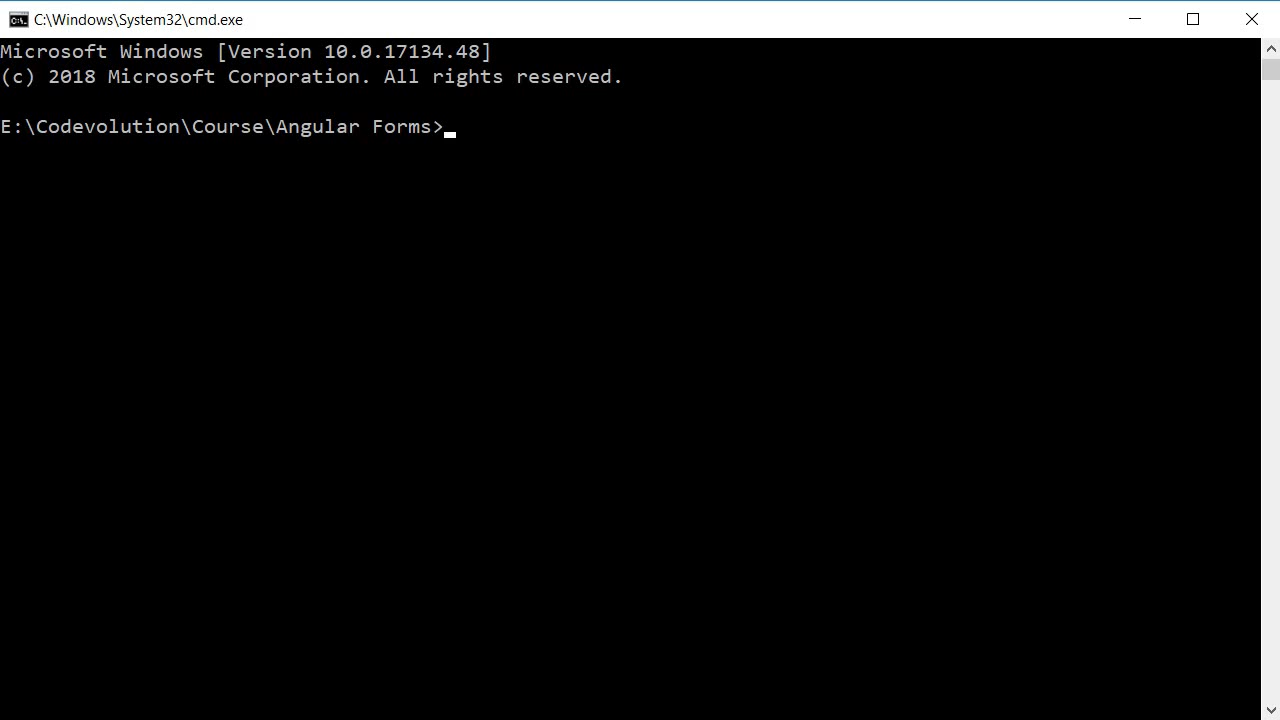 C:\Windows\System32\cmd.exe
Microsoft Windows [Version 10.0.17134.48]
(c) 2018 Microsoft Corporation. All rights reserved.
E:\Codevolution\Course\Angular Forms>